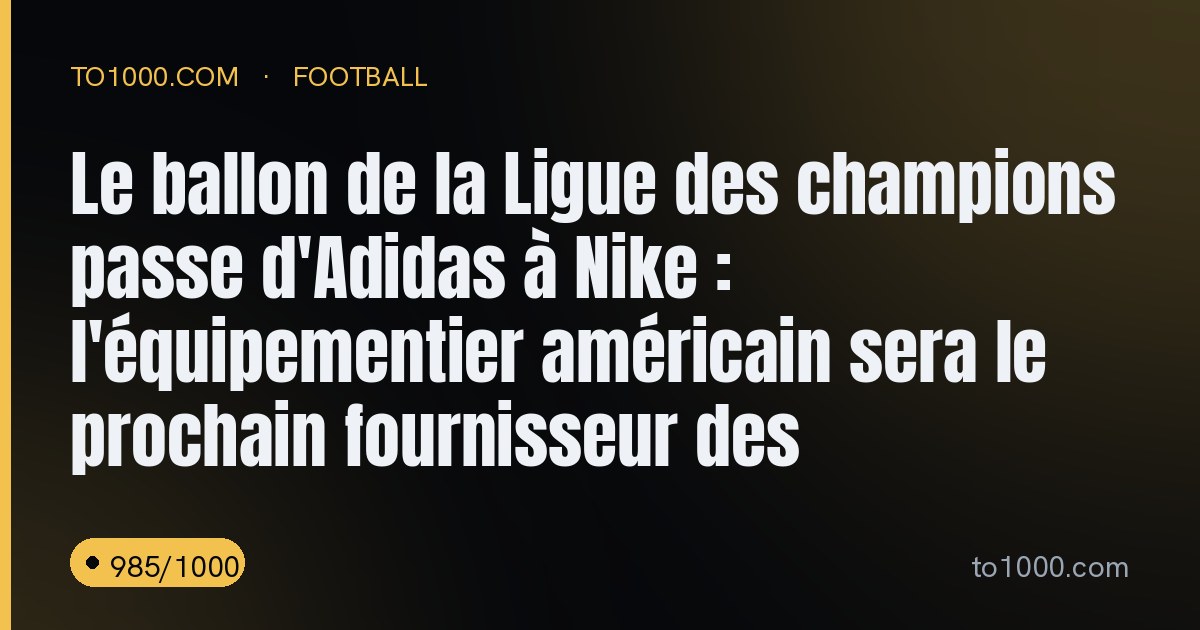 TO1000.COM · FOOTBALL
Le ballon de la Ligue des champions
passe d'Adidas à Nike :
l'équipementier américain sera le
prochain fournisseur des
985/1000
to1000.com